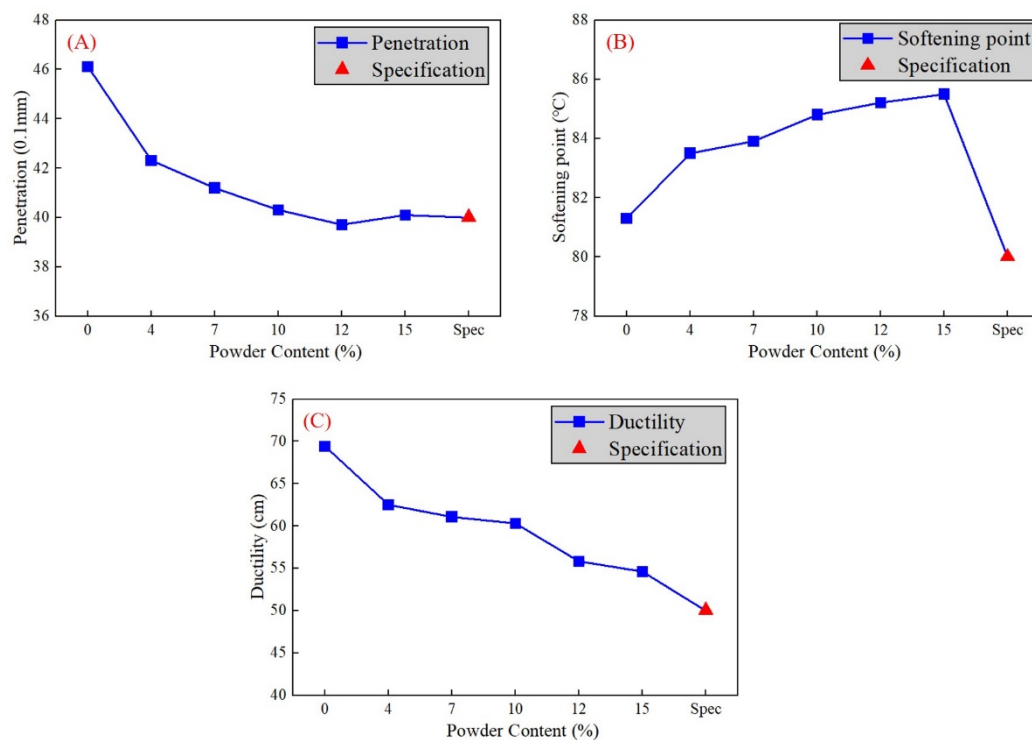 (A)
Penetration
Specification
48
46
44
42
40
38
36
Penetration (0.1mm)
0 4 7 10 12 15 Spec
Powder Content (%)
(B)
Softening point
Specification
88
86
84
82
80
78
Softening point (°C)
0 4 7 10 12 15 Spec
Powder Content (%)
(C)
Ductility
Specification
75
70
65
60
55
50
45
40
Ductility (cm)
0 4 7 10 12 15 Spec
Powder Content (%)